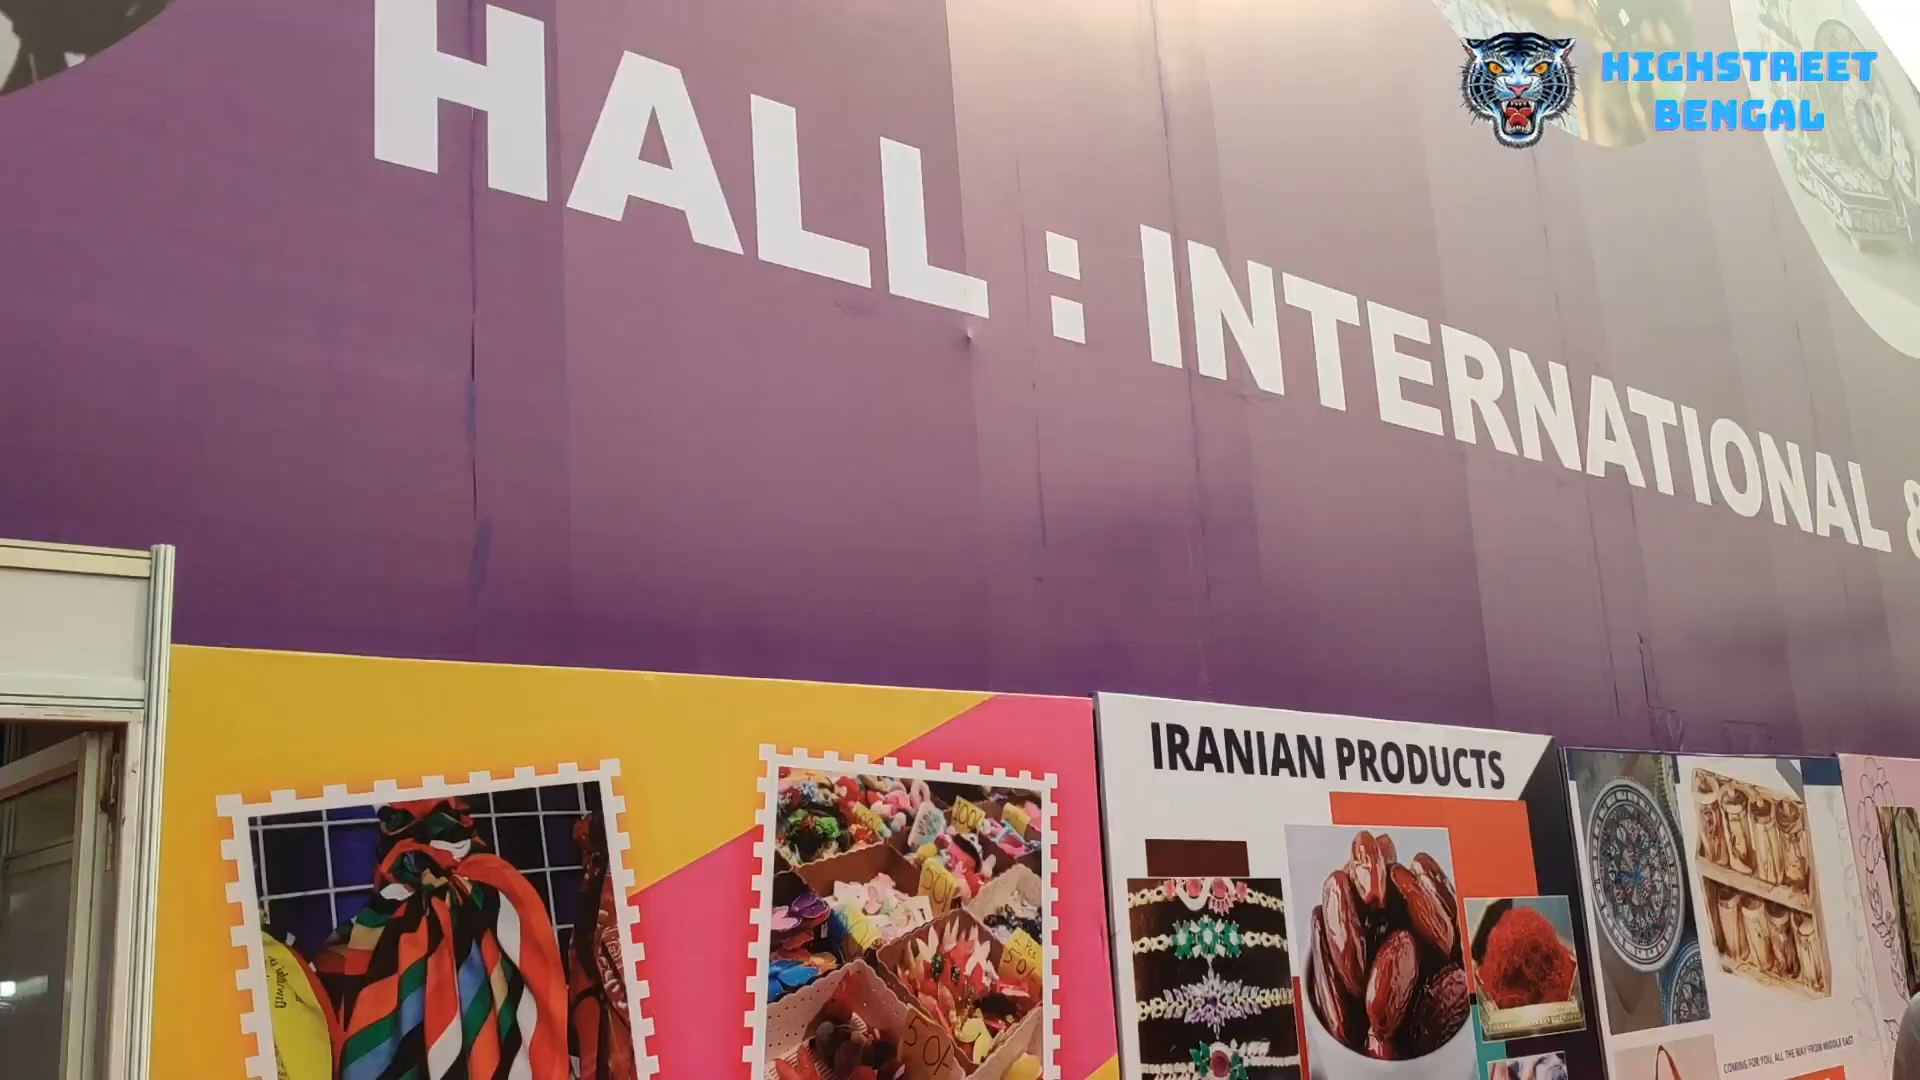 HIGHSTREET
BENGAL
HALL : INTERNATIONAL &
IRANIAN PRODUCTS
COMING FOR YOU, ALL THE WAY FROM MIDDLE EAST